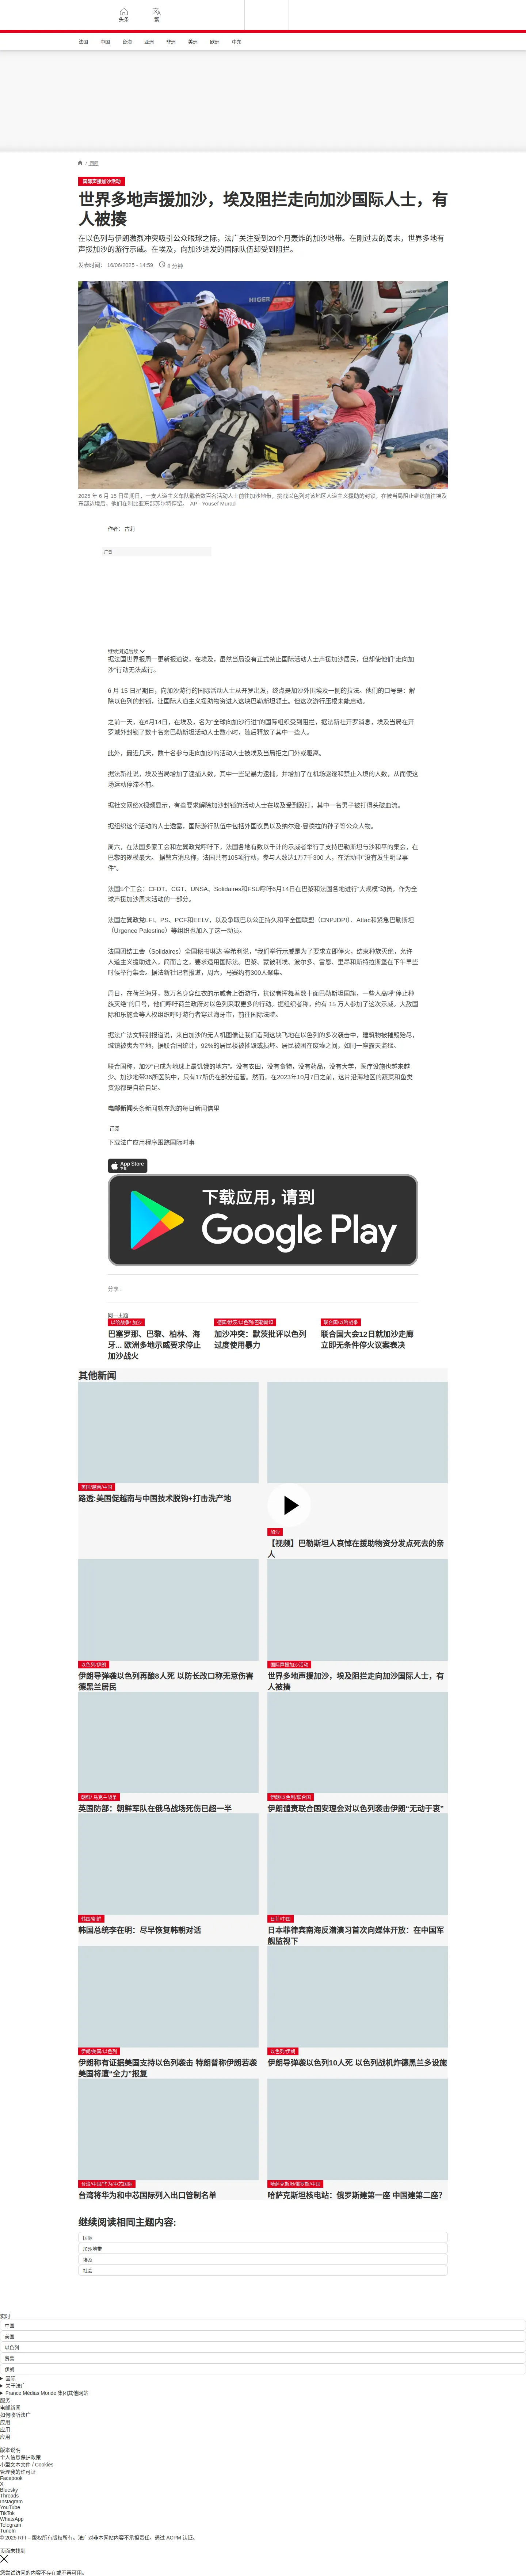 头条
繁
法国
中国
台海
亚洲
非洲
美洲
欧洲
中东
/ 国际
国际声援加沙活动
世界多地声援加沙，埃及阻拦走向加沙国际人士，有
人被揍
在以色列与伊朗激烈冲突吸引公众眼球之际，法广关注受到20个月轰炸的加沙地带。在刚过去的周末，世界多地有
声援加沙的游行示威。在埃及，向加沙进发的国际队伍却受到阻拦。
发表时间： 16/06/2025 - 14:59
8 分钟
HIGER
2025 年 6 月 15 日星期日，一支人道主义车队载着数百名活动人士前往加沙地带，挑战以色列对该地区人道主义援助的封锁，在被当局阻止继续前往埃及
东部边境后，他们在利比亚东部苏尔特停留。 AP - Yousef Murad
作者： 古莉
广告
继续浏览后续
据法国世界报周一更新报道说，在埃及，虽然当局没有正式禁止国际活动人士声援加沙居民，但却使他们“走向加
沙”行动无法成行。
6 月 15 日星期日，向加沙游行的国际活动人士从开罗出发，终点是加沙外围埃及一侧的拉法。他们的口号是：解
除以色列的封锁，让国际人道主义援助物资进入这块巴勒斯坦领土。但这次游行压根未能启动。
之前一天，在6月14日，在埃及，名为“全球向加沙行进”的国际组织受到阻拦，据法新社开罗消息，埃及当局在开
罗城外封锁了数十名亲巴勒斯坦活动人士数小时，随后释放了其中一些人。
此外，最近几天，数十名参与走向加沙的活动人士被埃及当局拒之门外或驱离。
据法新社说，埃及当局增加了逮捕人数，其中一些是暴力逮捕，并增加了在机场驱逐和禁止入境的人数，从而使这
场运动停滞不前。
据社交网络X视频显示，有些要求解除加沙封锁的活动人士在埃及受到殴打，其中一名男子被打得头破血流。
据组织这个活动的人士透露，国际游行队伍中包括外国议员以及纳尔逊·曼德拉的孙子等公众人物。
周六，在法国多家工会和左翼政党呼吁下，法国各地有数以千计的示威者举行了支持巴勒斯坦与沙和平的集会，在
巴黎的规模最大。 据警方消息称，法国共有105项行动，参与人数达1万7千300 人，在活动中“没有发生明显事
件”。
法国5个工会：CFDT、CGT、UNSA、Solidaires和FSU呼吁6月14日在巴黎和法国各地进行“大规模”动员，作为全
球声援加沙周末活动的一部分。
法国左翼政党LFI、PS、PCF和EELV，以及争取巴以公正持久和平全国联盟（CNPJDPI）、Attac和紧急巴勒斯坦
（Urgence Palestine）等组织也加入了这一动员。
法国团结工会（Solidaires）全国秘书琳达·塞希利说，“我们举行示威是为了要求立即停火，结束种族灭绝，允许
人道主义援助进入。简而言之，要求适用国际法。巴黎、蒙彼利埃、波尔多、雷恩、里昂和斯特拉斯堡在下午早些
时候举行集会。据法新社记者报道，周六，马赛约有300人聚集。
周日，在荷兰海牙，数万名身穿红衣的示威者上街游行，抗议者挥舞着数十面巴勒斯坦国旗，一些人高呼“停止种
族灭绝”的口号，他们呼吁荷兰政府对以色列采取更多的行动。据组织者称，约有 15 万人参加了这次示威。大赦国
际和乐施会等人权组织呼吁游行者穿过海牙市，前往国际法院。
据法广法文特别报道说，来自加沙的无人机图像让我们看到这块飞地在以色列的多次袭击中，建筑物被摧毁殆尽，
城镇被夷为平地，据联合国统计，92%的居民楼被摧毁或损坏。居民被困在废墟之间，如同一座露天监狱。
联合国称，加沙“已成为地球上最饥饿的地方”。没有农田，没有食物，没有药品，没有大学，医疗设施也越来越
少。加沙地带36所医院中，只有17所仍在部分运营。然而，在2023年10月7日之前，这片沿海地区的蔬菜和鱼类
资源都是自给自足。
电邮新闻头条新闻就在您的每日新闻信里
订阅
下载法广应用程序跟踪国际时事
App Store
下载应用，请到
Google Play
分享 :
同一主题
以哈战争/ 加沙
巴塞罗那、巴黎、柏林、海
牙... 欧洲多地示威要求停止
加沙战火
德国/默茨/以色列/巴勒斯坦
加沙冲突：默茨批评以色列
过度使用暴力
联合国/以哈战争
联合国大会12日就加沙走廊
立即无条件停火议案表决
其他新闻
美国/越南/中国
路透:美国促越南与中国技术脱钩+打击洗产地
加沙
【视频】巴勒斯坦人哀悼在援助物资分发点死去的亲
人
以色列/伊朗
伊朗导弹袭以色列再酿8人死 以防长改口称无意伤害
德黑兰居民
国际声援加沙活动
世界多地声援加沙，埃及阻拦走向加沙国际人士，有
人被揍
朝鲜/ 乌克兰战争
英国防部：朝鲜军队在俄乌战场死伤已超一半
伊朗/以色列/联合国
伊朗谴责联合国安理会对以色列袭击伊朗“无动于衷”
韩国/朝鲜
韩国总统李在明：尽早恢复韩朝对话
日菲/中国
日本菲律宾南海反潜演习首次向媒体开放：在中国军
舰监视下
伊朗/美国/以色列
伊朗称有证据美国支持以色列袭击 特朗普称伊朗若袭
美国将遭“全力”报复
以色列/伊朗
伊朗导弹袭以色列10人死 以色列战机炸德黑兰多设施
台湾/中国/华为/中芯国际
台湾将华为和中芯国际列入出口管制名单
哈萨克斯坦/俄罗斯/中国
哈萨克斯坦核电站：俄罗斯建第一座 中国建第二座?
继续阅读相同主题内容:
国际
加沙地带
埃及
社会
实时
中国
美国
以色列
贸易
伊朗
国际
关于法广
France Médias Monde 集团其他网站
服务
电邮新闻
如何收听法广
应用
应用
应用
版本说明
个人信息保护政策
小型文本文件 / Cookies
管理我的许可证
Facebook
X
Bluesky
Threads
Instagram
YouTube
TikTok
WhatsApp
Telegram
TuneIn
© 2025 RFI – 版权所有版权所有。法广对非本网站内容不承担责任。通过 ACPM 认证。
页面未找到
您尝试访问的内容不存在或不再可用。